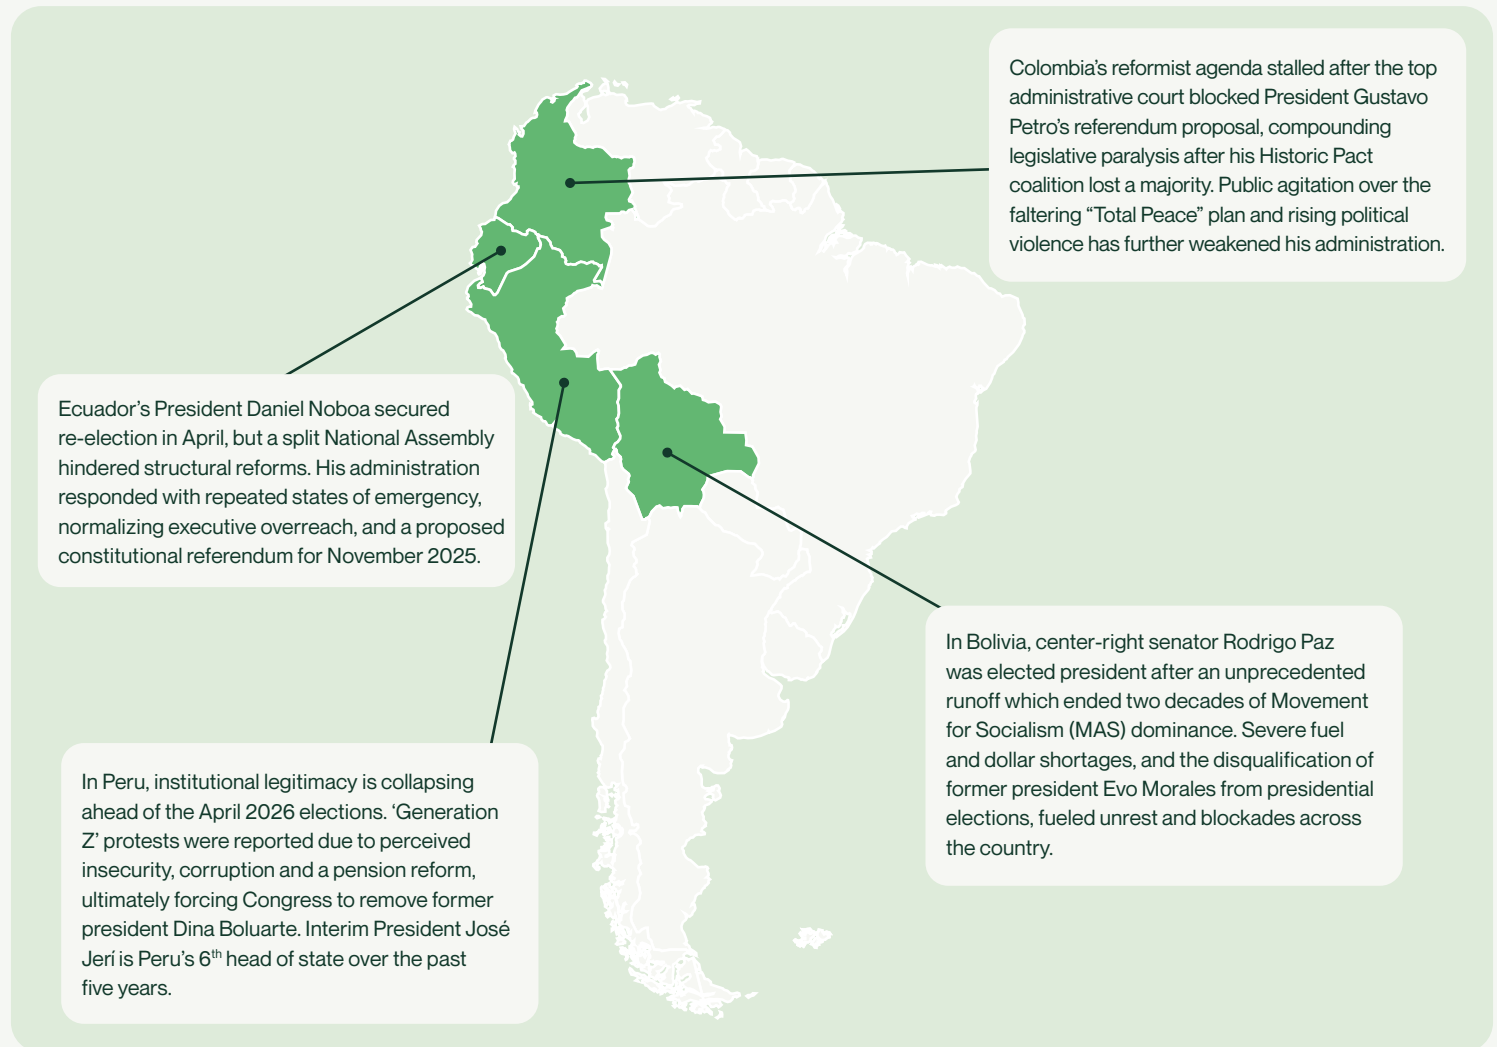 Colombia’s reformist agenda stalled after the top
administrative court blocked President Gustavo
Petro’s referendum proposal, compounding
legislative paralysis after his Historic Pact
coalition lost a majority. Public agitation over the
faltering “Total Peace” plan and rising political
violence has further weakened his administration.
Ecuador’s President Daniel Noboa secured
re-election in April, but a split National Assembly
hindered structural reforms. His administration
responded with repeated states of emergency,
normalizing executive overreach, and a proposed
constitutional referendum for November 2025.
In Bolivia, center-right senator Rodrigo Paz
was elected president after an unprecedented
runoff which ended two decades of Movement
for Socialism (MAS) dominance. Severe fuel
and dollar shortages, and the disqualification of
former president Evo Morales from presidential
elections, fueled unrest and blockades across
the country.
In Peru, institutional legitimacy is collapsing
ahead of the April 2026 elections. ‘Generation
Z’ protests were reported due to perceived
insecurity, corruption and a pension reform,
ultimately forcing Congress to remove former
president Dina Boluarte. Interim President José
Jerí is Peru’s 6th head of state over the past
five years.